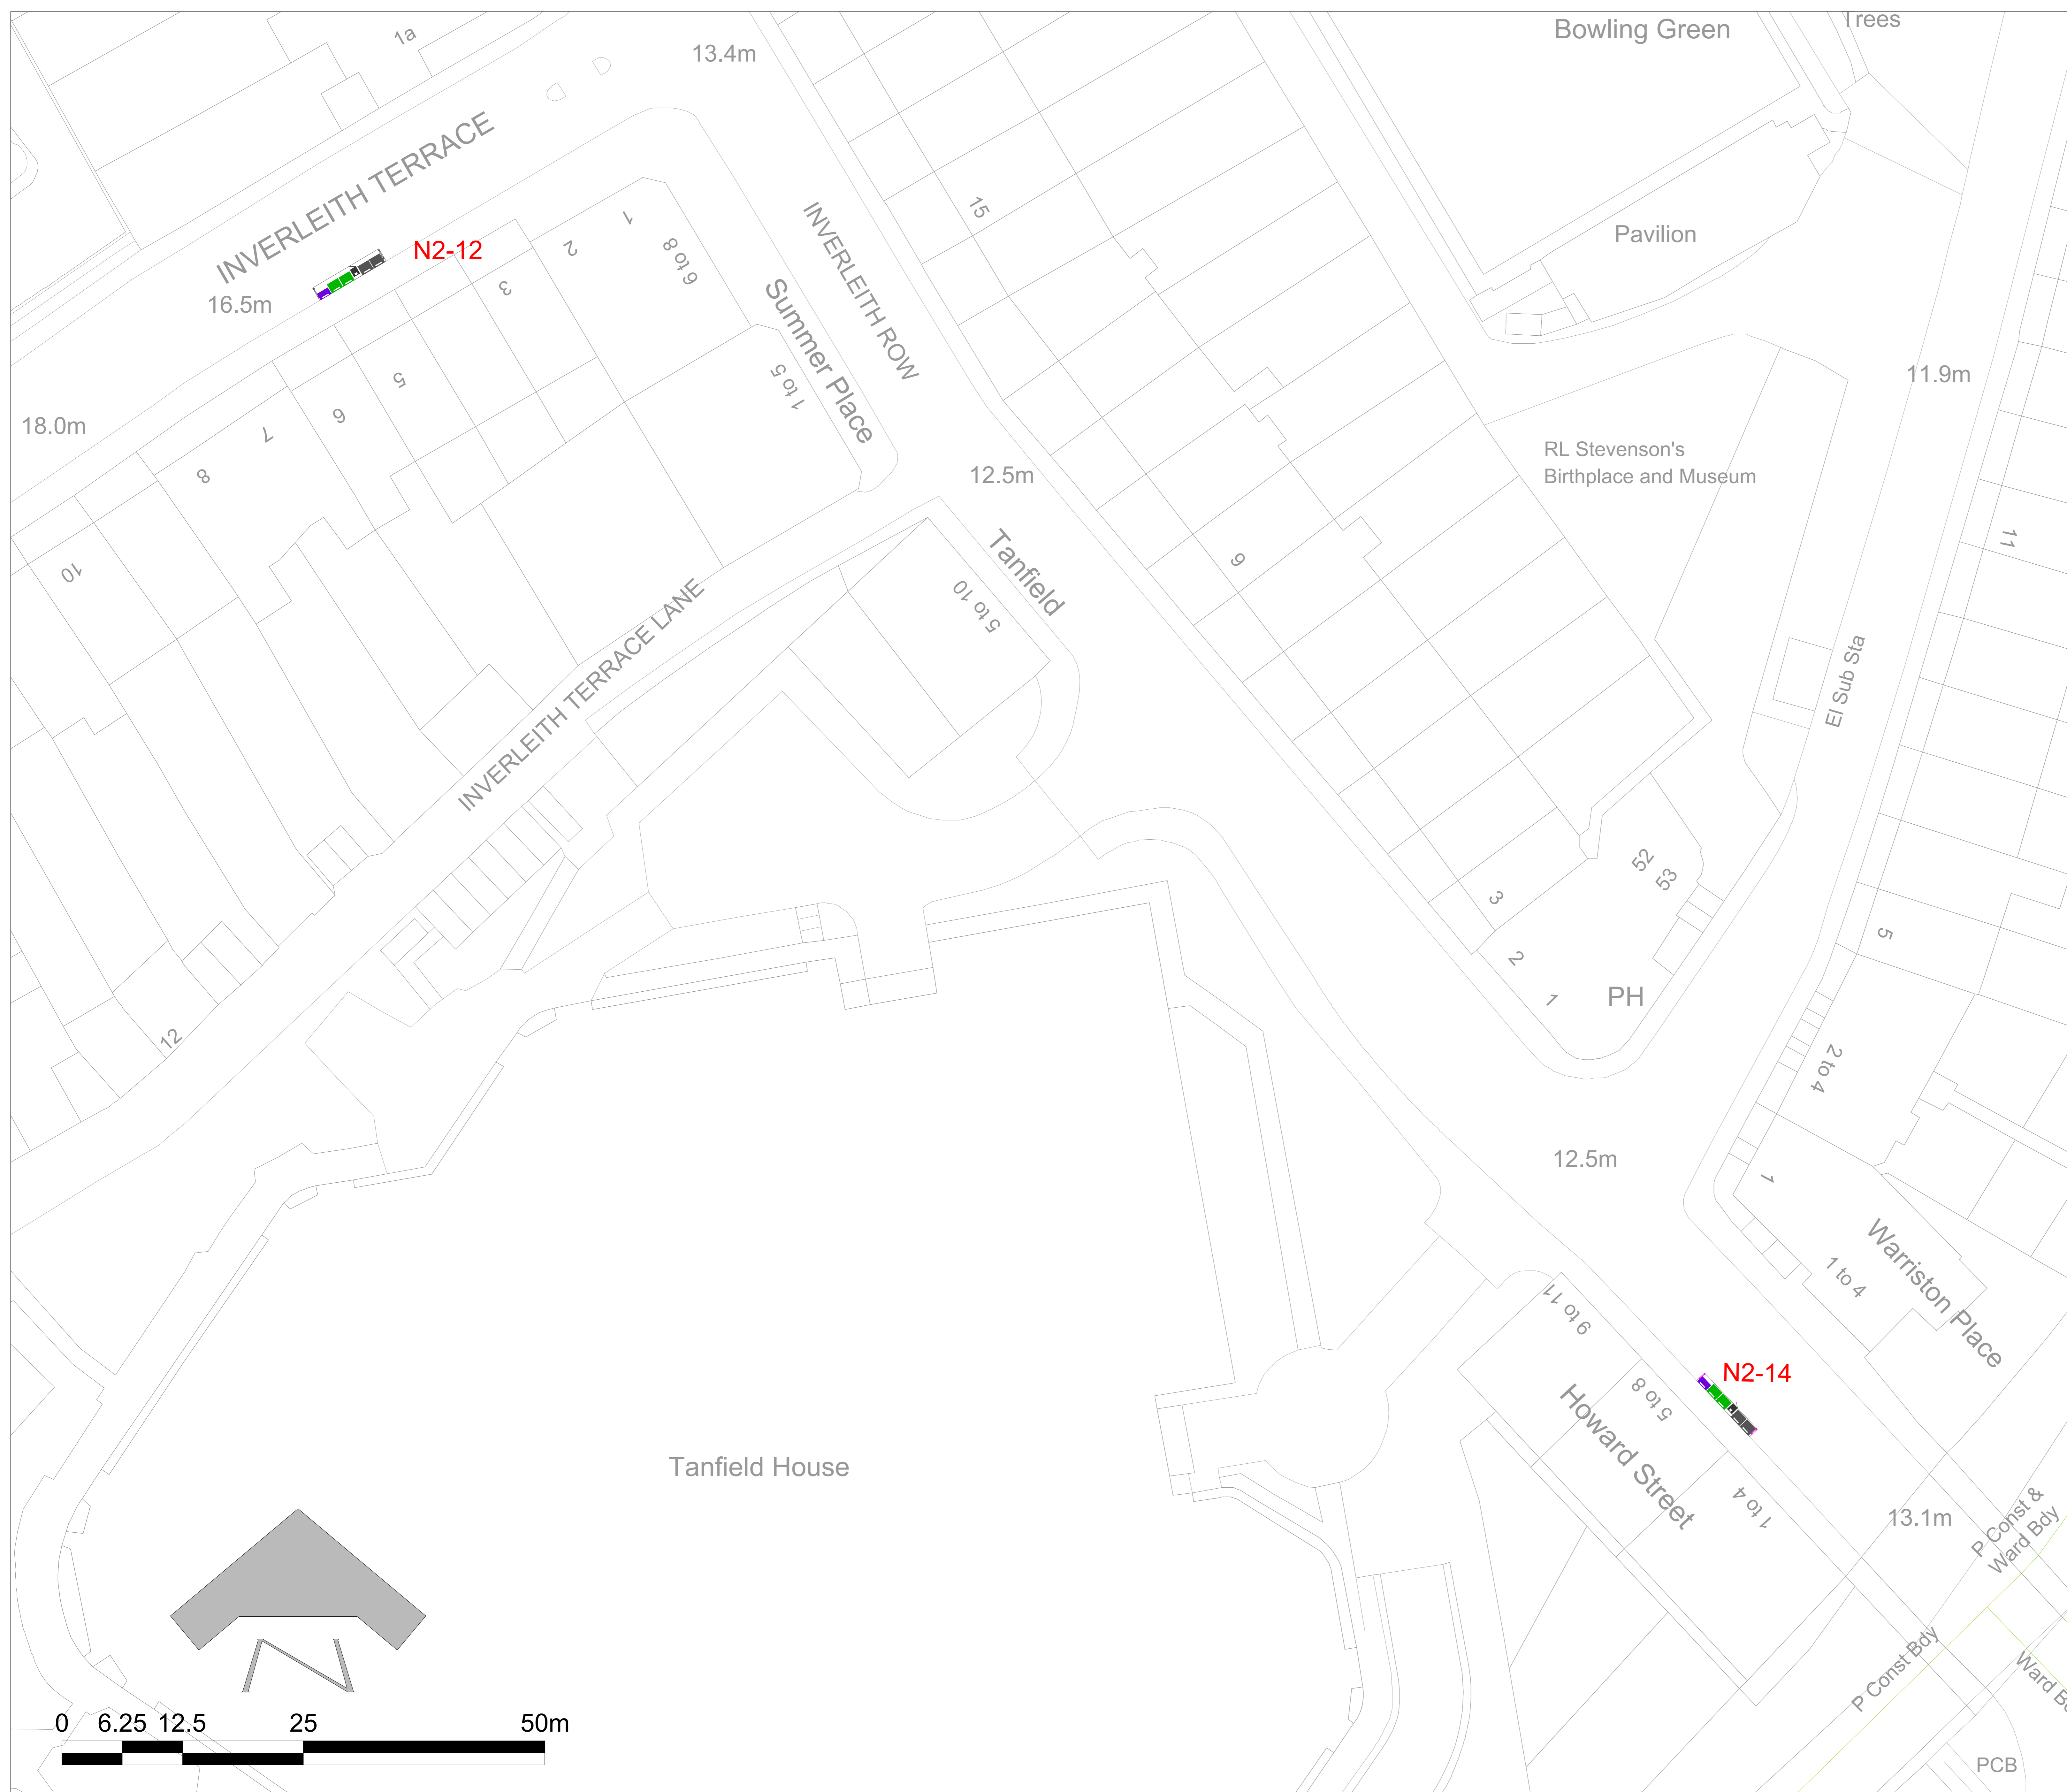 Trees
Bowling Green
1a
13.4m
INVERLEITH TERRACE
15
INVERLEITH ROW
1
2
6 to 8
Pavilion
N2-12
3
16.5m
Summer Place
11.9m
5
1 to 5
6
18.0m
7
8
RL Stevenson's
Birthplace and Museum
12.5m
11
9
Tanfield
10
5 to 10
El Sub Sta
INVERLEITH TERRACE LANE
52
53
3
5
2
PH
1
12
2 to 4
12.5m
1
Warriston Place
1 to 4
9 to 11
N2-14
5 to 8
Howard Street
Tanfield House
1 to 4
13.1m
P Const &
Ward Bdy
P Const Bdy
N
0 6.25 12.5 25 50m
PCB